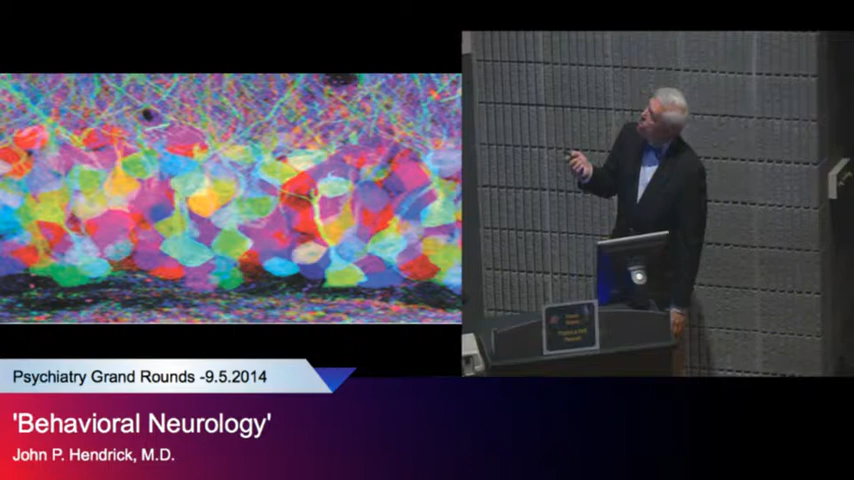 Psychiatry Grand Rounds -9.5.2014
'Behavioral Neurology'
John P. Hendrick, M.D.